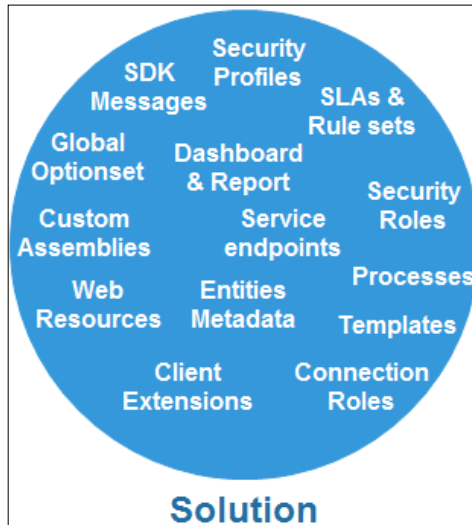 Security
Profiles
SDK
Messages
SLAs &
Rule sets
Global
Optionset
Dashboard
& Report
Security
Roles
Custom
Assemblies
Service
endpoints
Processes
Web
Resources
Entities
Metadata
Templates
Client
Extensions
Connection
Roles
Solution